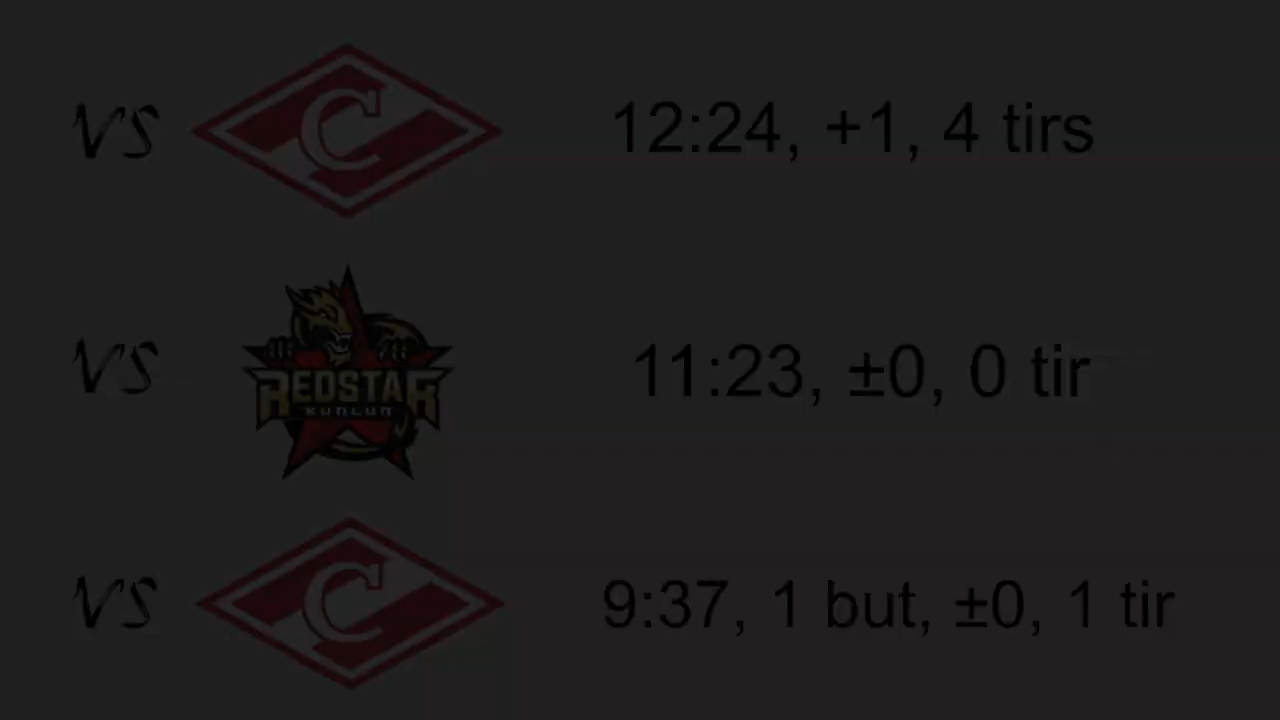 VS C 12:24, +1, 4 tirs
VS REDSTAR KUNLUN 11:23, ±0, 0 tir
VS C 9:37, 1 but, ±0, 1 tir